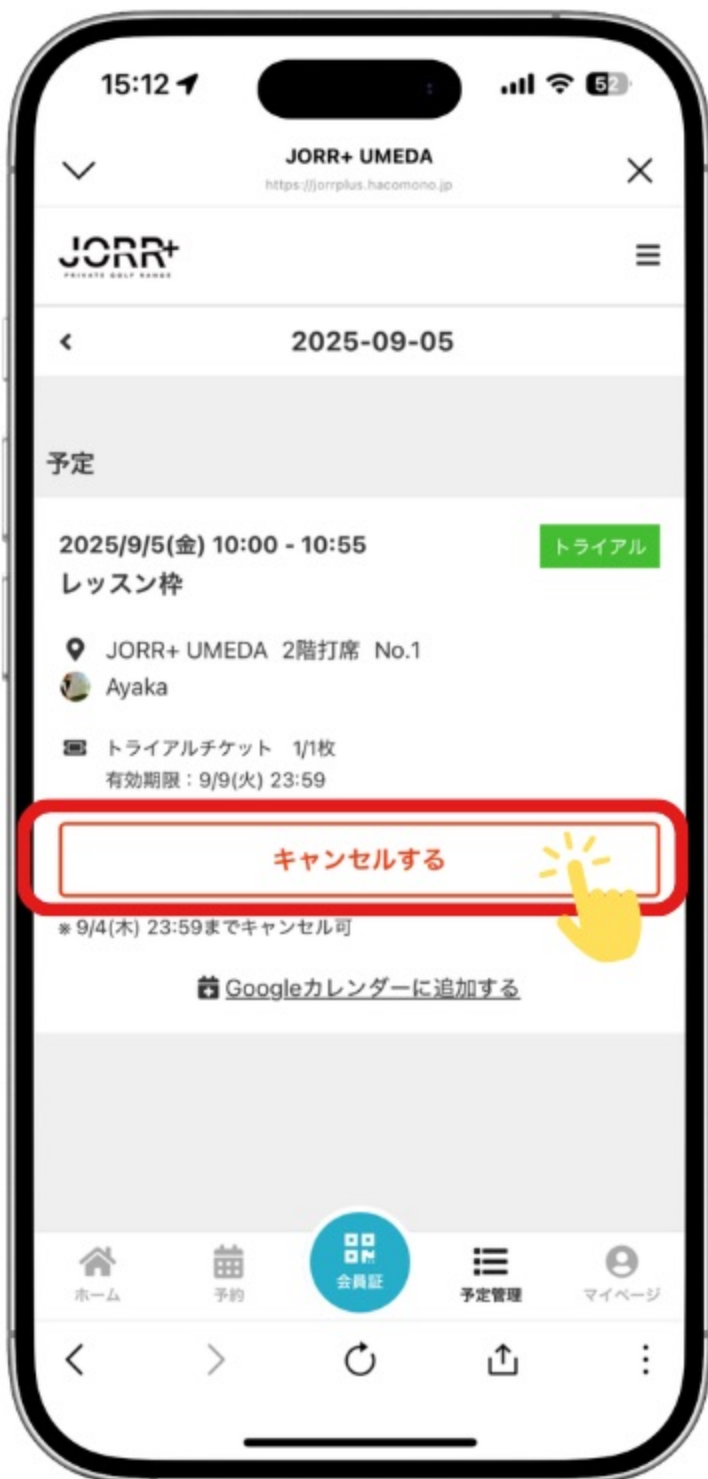 15:12
52
JORR+ UMEDA
https://jorrplus.hacomono.jp
JORR+
PRIVATE GOLF RANGE
2025-09-05
予定
2025/9/5(金) 10:00 - 10:55
トライアル
レッスン枠
JORR+ UMEDA 2階打席 No.1
Ayaka
トライアルチケット 1/1枚
有効期限：9/9(火) 23:59
キャンセルする
※ 9/4(木) 23:59までキャンセル可
Googleカレンダーに追加する
ホーム
予約
会員証
予定管理
マイページ